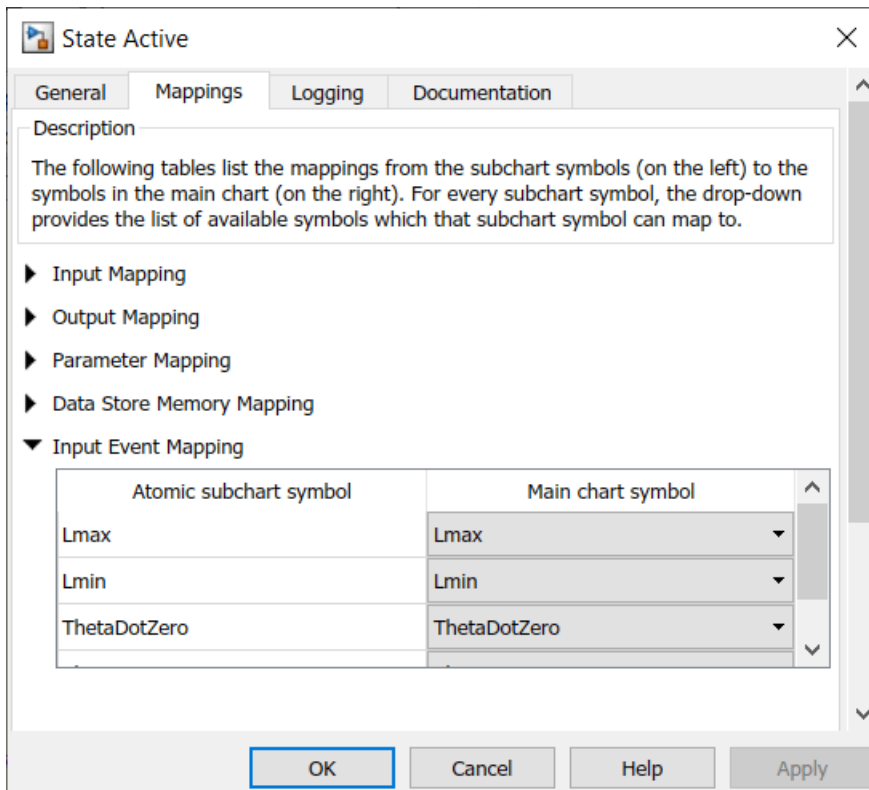 State Active
General Mappings Logging Documentation
Description
The following tables list the mappings from the subchart symbols (on the left) to the
symbols in the main chart (on the right). For every subchart symbol, the drop-down
provides the list of available symbols which that subchart symbol can map to.
Input Mapping
Output Mapping
Parameter Mapping
Data Store Memory Mapping
Input Event Mapping
Atomic subchart symbol Main chart symbol
Lmax Lmax
Lmin Lmin
ThetaDotZero ThetaDotZero
OK Cancel Help Apply